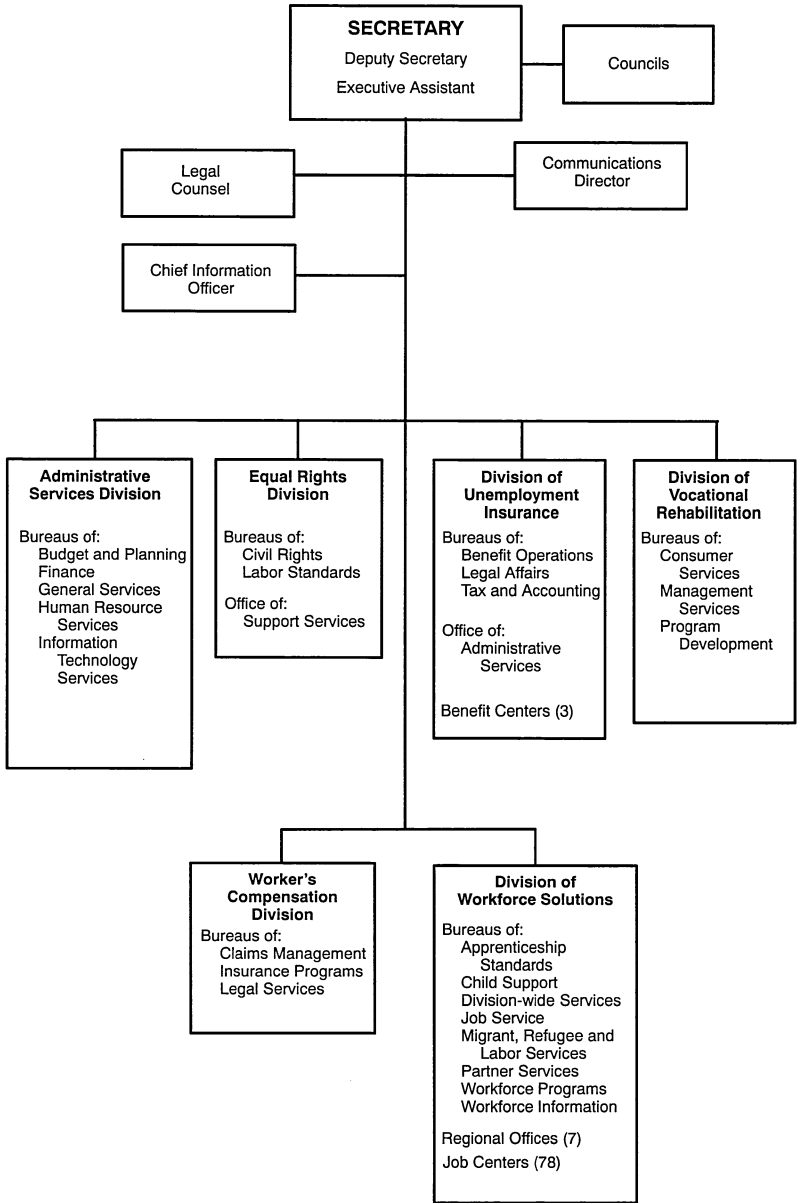 SECRETARY
Deputy Secretary
Executive Assistant
Councils
Legal
Counsel
Communications
Director
Chief Information
Officer
Administrative
Services Division
Bureaus of:
Budget and Planning
Finance
General Services
Human Resource
Services
Information
Technology
Services
Equal Rights
Division
Bureaus of:
Civil Rights
Labor Standards
Office of:
Support Services
Division of
Unemployment
Insurance
Bureaus of:
Benefit Operations
Legal Affairs
Tax and Accounting
Office of:
Administrative
Services
Benefit Centers (3)
Division of
Vocational
Rehabilitation
Bureaus of:
Consumer
Services
Management
Services
Program
Development
Worker's
Compensation
Division
Bureaus of:
Claims Management
Insurance Programs
Legal Services
Division of
Workforce Solutions
Bureaus of:
Apprenticeship
Standards
Child Support
Division-wide Services
Job Service
Migrant, Refugee and
Labor Services
Partner Services
Workforce Programs
Workforce Information
Regional Offices (7)
Job Centers (78)